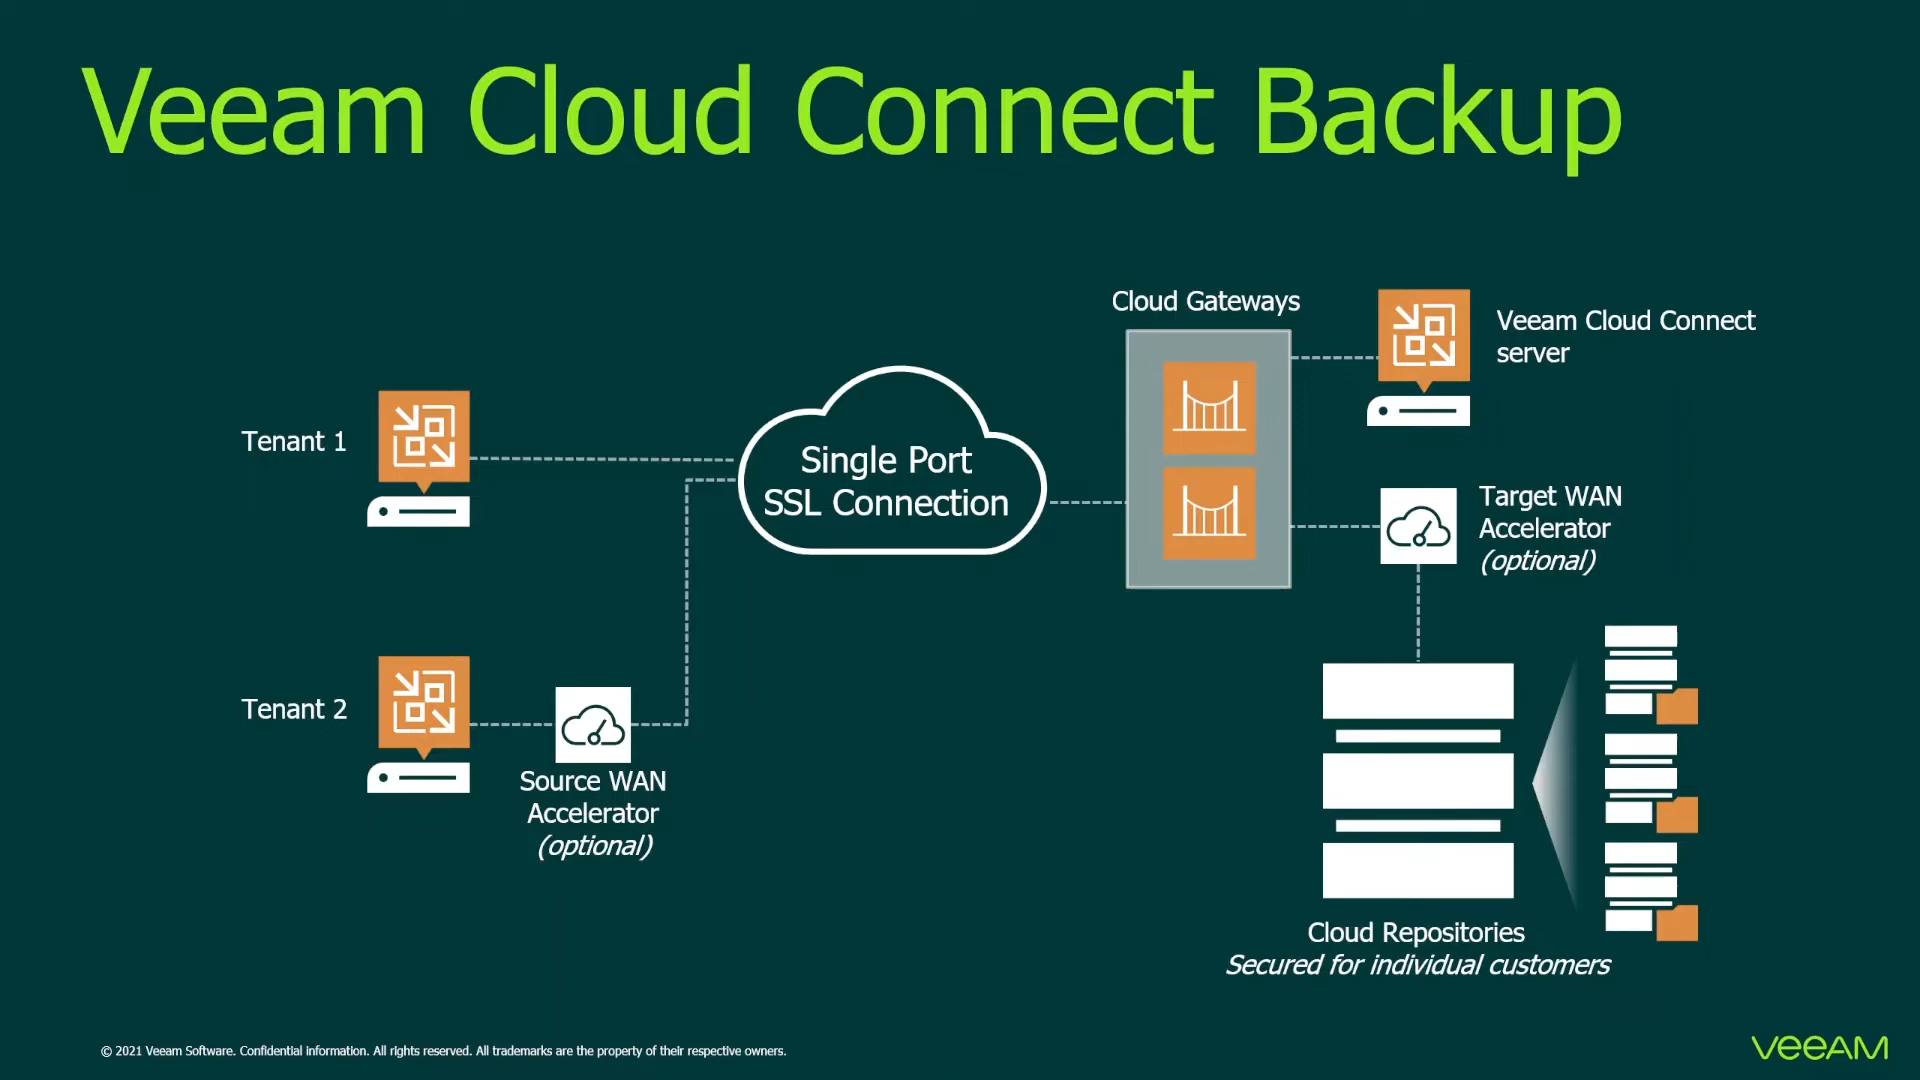 Veeam Cloud Connect Backup
Cloud Gateways
Veeam Cloud Connect
server
Tenant 1
Single Port
SSL Connection
Target WAN
Accelerator
(optional)
Tenant 2
Source WAN
Accelerator
(optional)
Cloud Repositories
Secured for individual customers
© 2021 Veeam Software. Confidential information. All rights reserved. All trademarks are the property of their respective owners.
VeeAM